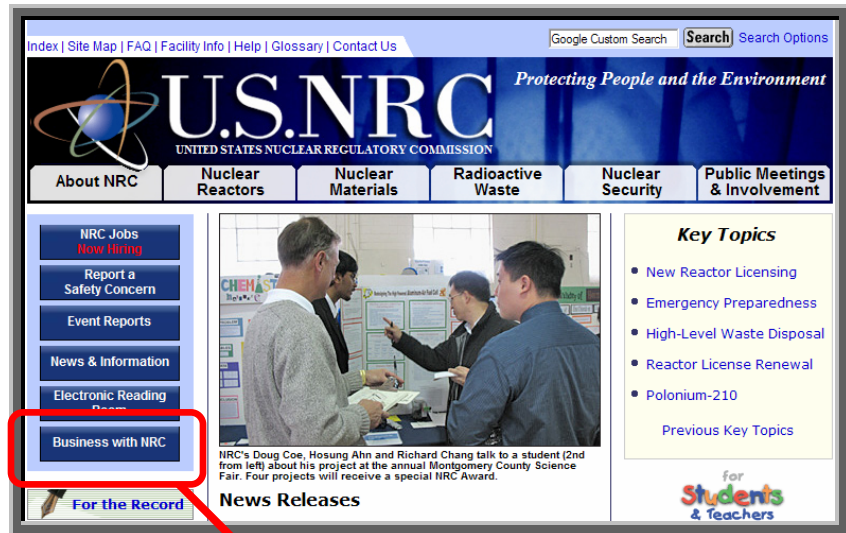 Index | Site Map | FAQ | Facility Info | Help | Glossary | Contact Us
Google Custom Search Search Search Options
U.S.NRC
UNITED STATES NUCLEAR REGULATORY COMMISSION
Protecting People and the Environment
About NRC
Nuclear
Reactors
Nuclear
Materials
Radioactive
Waste
Nuclear
Security
Public Meetings
& Involvement
NRC Jobs
Now Hiring
Report a
Safety Concern
Event Reports
News & Information
Electronic Reading
Room
Business with NRC
For the Record
NRC's Doug Coe, Hosung Ahn and Richard Chang talk to a student (2nd
from left) about his project at the annual Montgomery County Science
Fair. Four projects will receive a special NRC Award.
News Releases
Key Topics
• New Reactor Licensing
• Emergency Preparedness
• High-Level Waste Disposal
• Reactor License Renewal
• Polonium-210
Previous Key Topics
for
Students
& Teachers